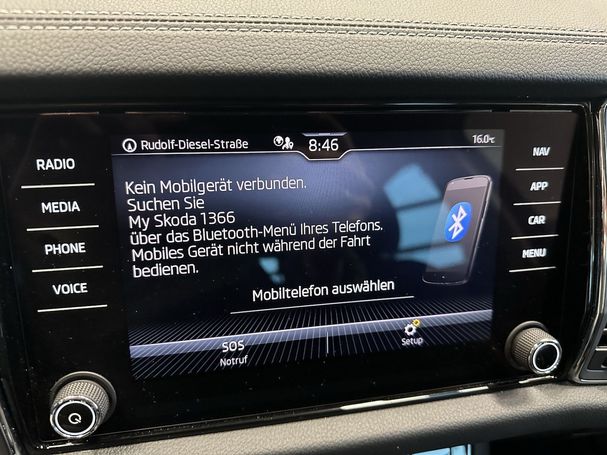 Rudolf-Diesel-Straße 8:46 16.0°C
RADIO
MEDIA
PHONE
VOICE
Kein Mobilgerät verbunden.
Suchen Sie
My Skoda 1366
über das Bluetooth-Menü Ihres Telefons.
Mobiles Gerät nicht während der Fahrt
bedienen.
Mobiltelefon auswählen
SOS
Notruf
Setup
NAV
APP
CAR
MENU